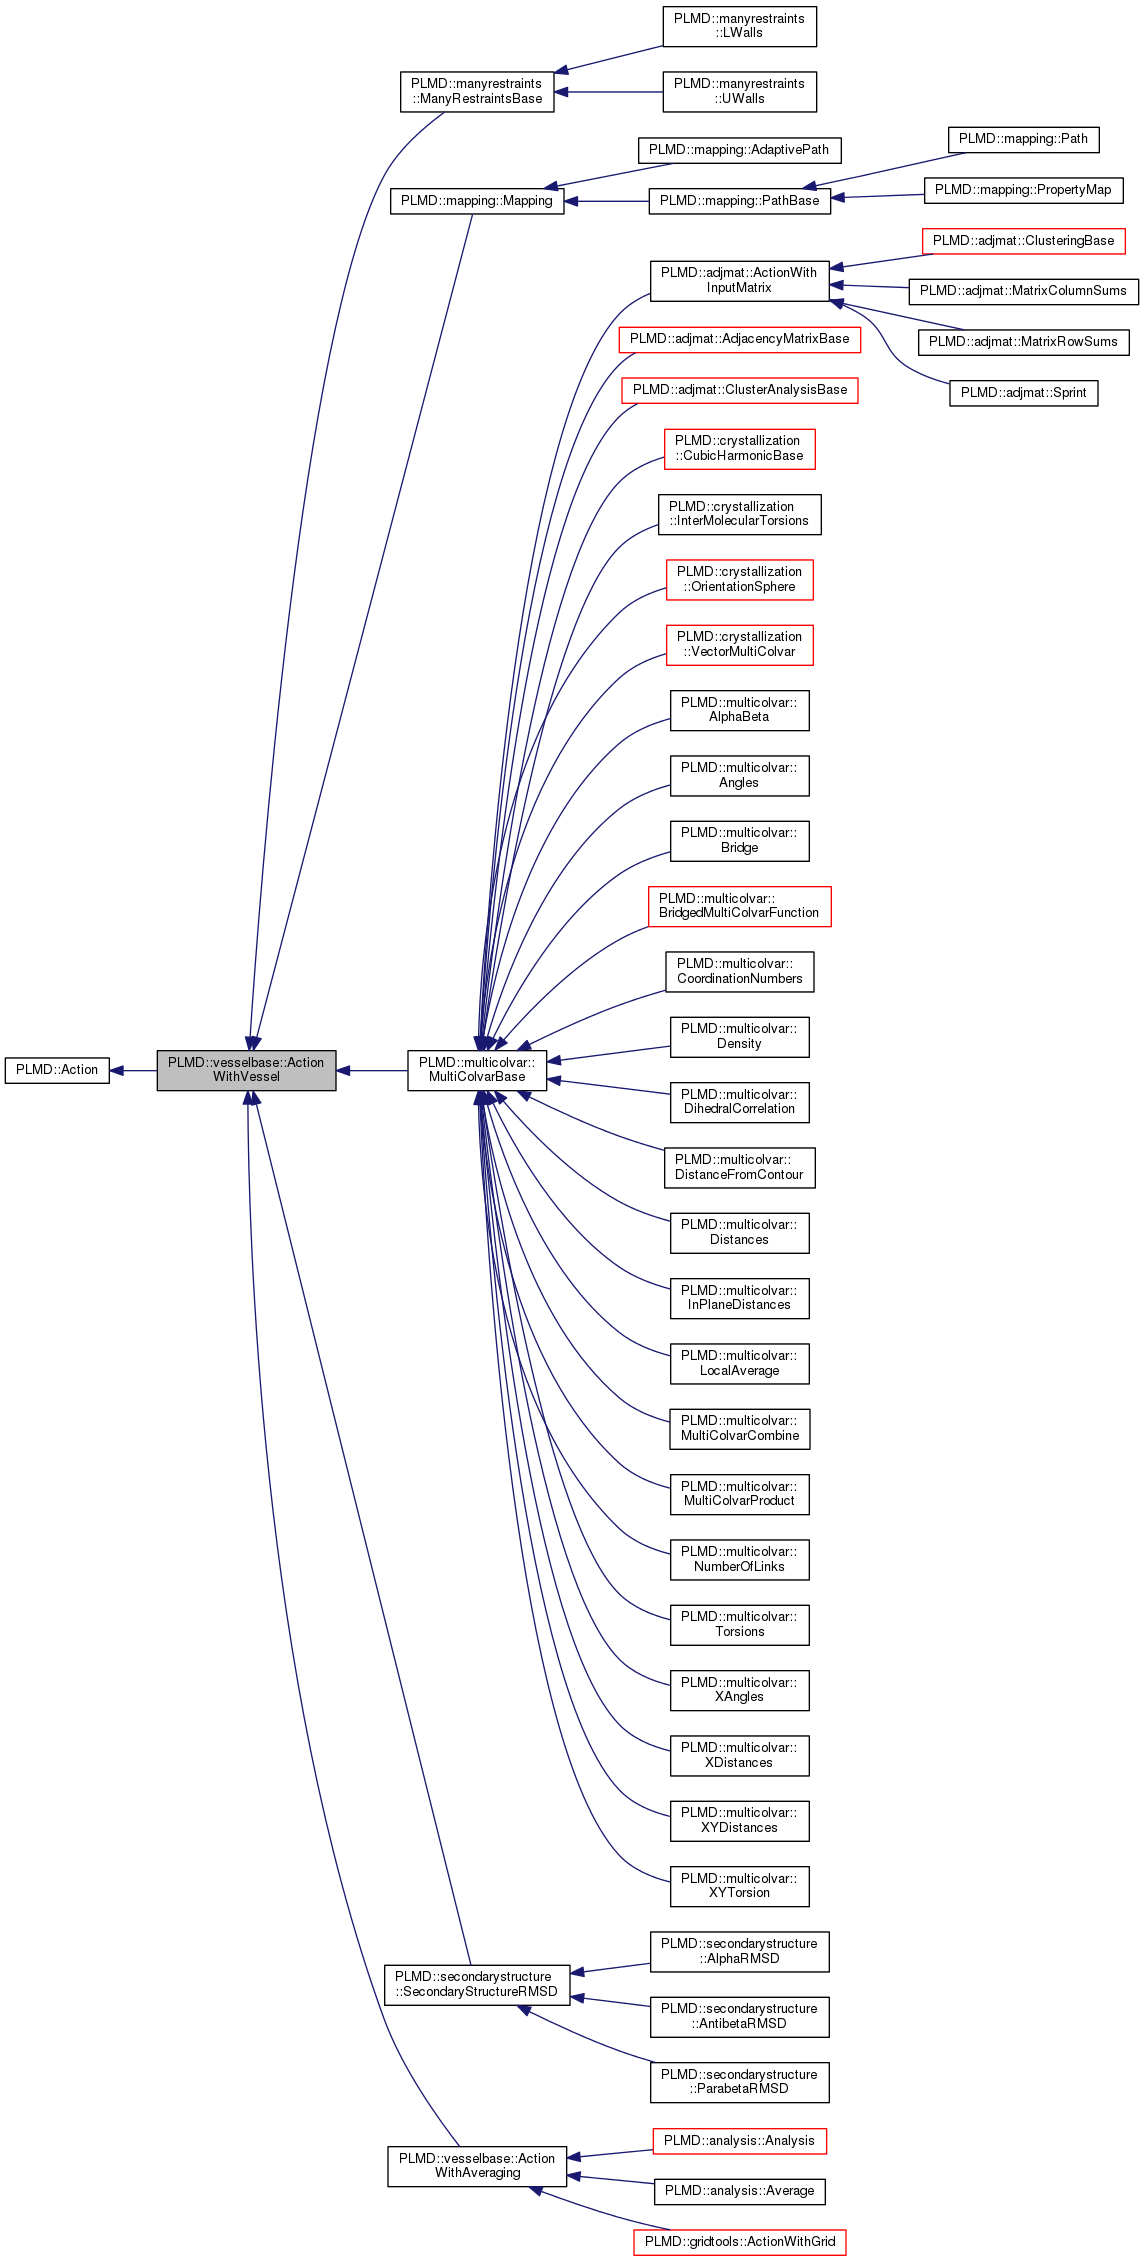 PLMD::manyrestraints
::LWalls
PLMD::manyrestraints
::ManyRestraintsBase
PLMD::manyrestraints
::UWalls
PLMD::mapping::AdaptivePath
PLMD::mapping::Path
PLMD::mapping::Mapping
PLMD::mapping::PathBase
PLMD::mapping::PropertyMap
PLMD::adjmat::ClusteringBase
PLMD::adjmat::ActionWith
InputMatrix
PLMD::adjmat::MatrixColumnSums
PLMD::adjmat::AdjacencyMatrixBase
PLMD::adjmat::MatrixRowSums
PLMD::adjmat::ClusterAnalysisBase
PLMD::adjmat::Sprint
PLMD::crystallization
::CubicHarmonicBase
PLMD::crystallization
::InterMolecularTorsions
PLMD::crystallization
::OrientationSphere
PLMD::crystallization
::VectorMultiColvar
PLMD::multicolvar::
AlphaBeta
PLMD::multicolvar::
Angles
PLMD::multicolvar::
Bridge
PLMD::multicolvar::
BridgedMultiColvarFunction
PLMD::multicolvar::
CoordinationNumbers
PLMD::multicolvar::
Density
PLMD::Action
PLMD::vesselbase::Action
WithVessel
PLMD::multicolvar::
MultiColvarBase
PLMD::multicolvar::
DihedralCorrelation
PLMD::multicolvar::
DistanceFromContour
PLMD::multicolvar::
Distances
PLMD::multicolvar::
InPlaneDistances
PLMD::multicolvar::
LocalAverage
PLMD::multicolvar::
MultiColvarCombine
PLMD::multicolvar::
MultiColvarProduct
PLMD::multicolvar::
NumberOfLinks
PLMD::multicolvar::
Torsions
PLMD::multicolvar::
XAngles
PLMD::multicolvar::
XDistances
PLMD::multicolvar::
XYDistances
PLMD::multicolvar::
XYTorsion
PLMD::secondarystructure
::AlphaRMSD
PLMD::secondarystructure
::SecondaryStructureRMSD
PLMD::secondarystructure
::AntibetaRMSD
PLMD::secondarystructure
::ParabetaRMSD
PLMD::analysis::Analysis
PLMD::vesselbase::Action
WithAveraging
PLMD::analysis::Average
PLMD::gridtools::ActionWithGrid